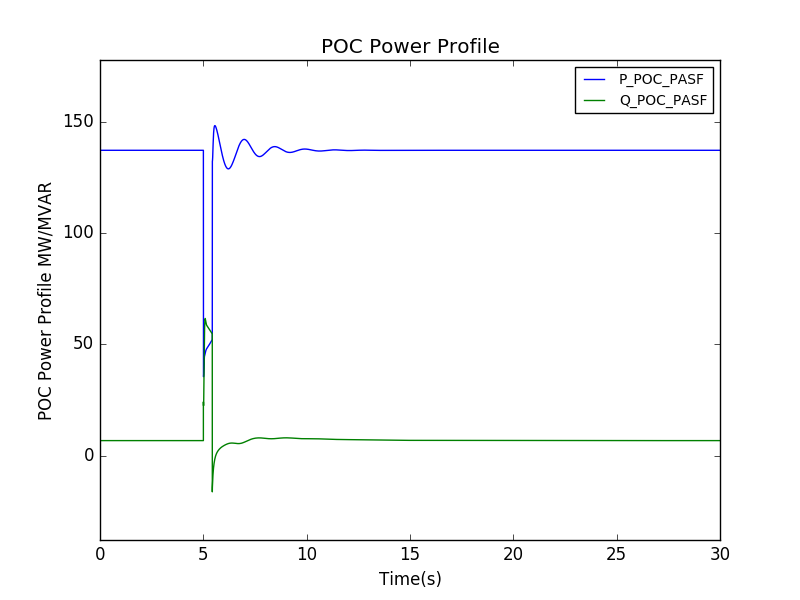 POC Power Profile
P_POC_PASF
Q_POC_PASF
150
100
50
0
POC Power Profile MW/MVAR
0 5 10 15 20 25 30
Time(s)